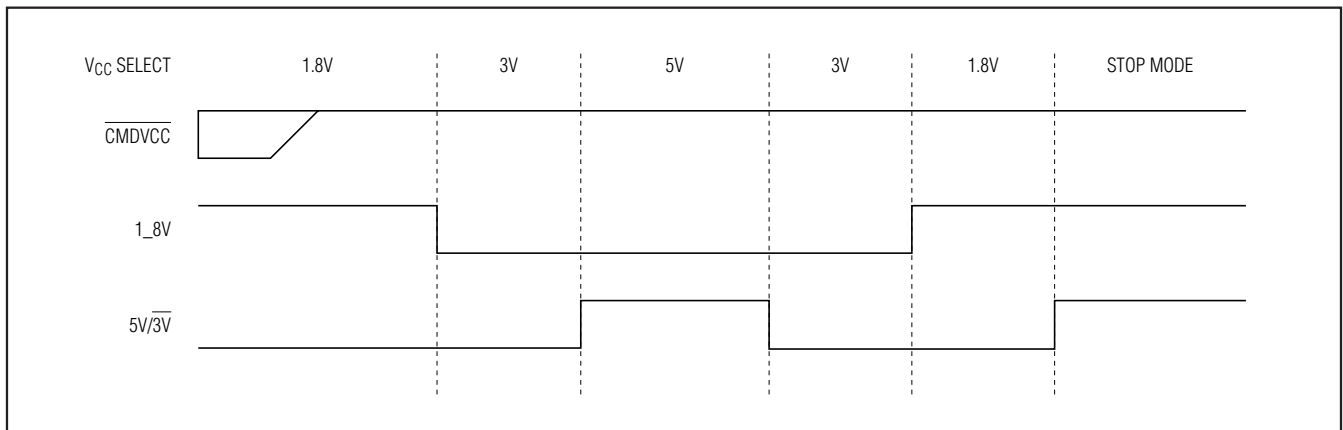 VCC SELECT 1.8V 3V 5V 3V 1.8V STOP MODE
CMDVCC
1_8V
5V/3V